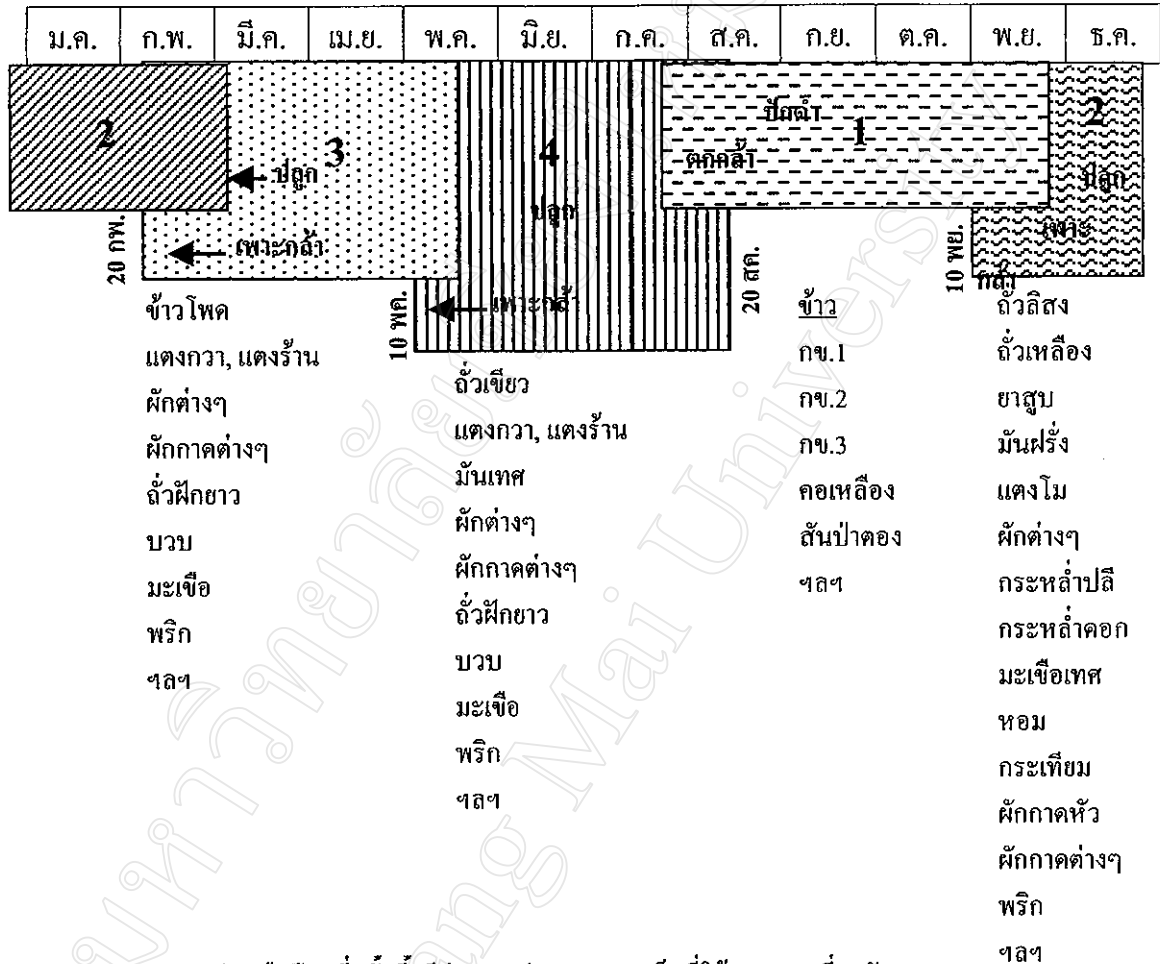 ม.ค. ก.พ. มี.ค. เม.ย. พ.ค. มิ.ย. ก.ค. ส.ค. ก.ย. ต.ค. พ.ย. ธ.ค.
2 3 4 1 2
ปลูก
เพาะกล้า
20 กพ.
ปลูก
เพาะกล้า
10 พค.
20 สค.
ปักดำ
ตกกล้า
ปลูก
เพาะ
กล้า
10 พย.
ข้าวโพด
แตงกวา, แตงร้าน
ผักต่างๆ
ผักกาดต่างๆ
ถั่วฝักยาว
บวบ
มะเขือ
พริก
ฯลฯ
ถั่วเขียว
แตงกวา, แตงร้าน
มันเทศ
ผักต่างๆ
ผักกาดต่างๆ
ถั่วฝักยาว
บวบ
มะเขือ
พริก
ฯลฯ
ข้าว
กข.1
กข.2
กข.3
คอเหลือง
สันป่าตอง
ฯลฯ
ถั่วลิสง
ถั่วเหลือง
ยาสูบ
มันฝรั่ง
แตงโม
ผักต่างๆ
กระหล่ำปลี
กระหล่ำดอก
มะเขือเทศ
หอม
กระเทียม
ผักกาดหัว
ผักกาดต่างๆ
พริก
ฯลฯ